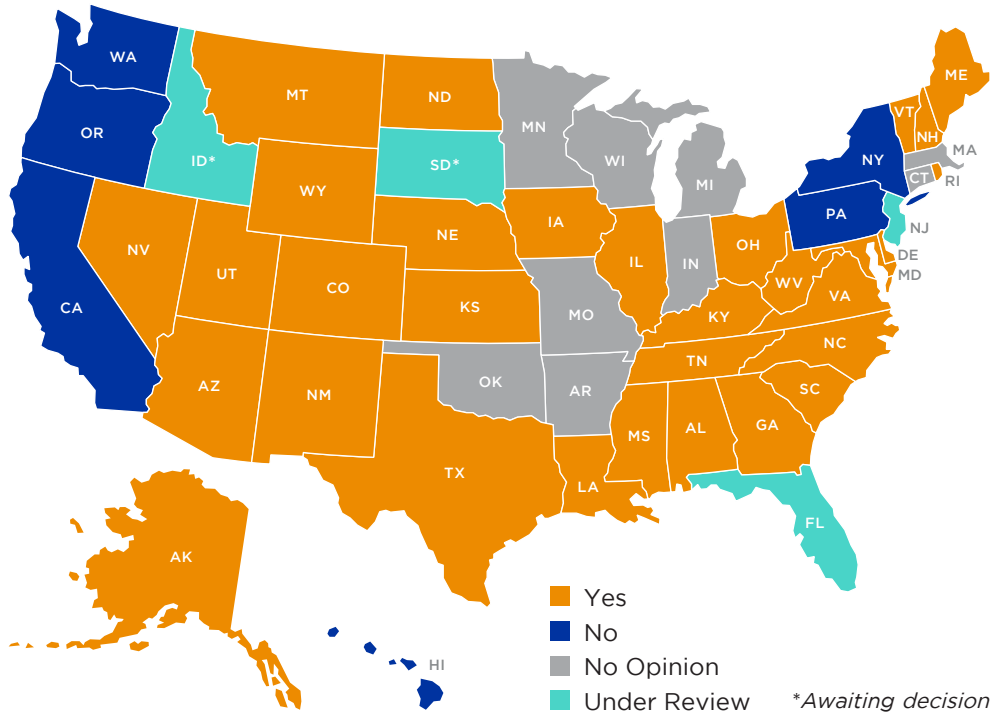 WA
MT
ND
MN
ME
VT
NH
OR
ID*
SD*
WI
MI
NY
MA
CT
RI
WY
PA
NJ
NV
UT
NE
IA
IL
IN
OH
DE
MD
WV
VA
CO
KS
MO
KY
CA
NC
AZ
NM
OK
AR
TN
SC
MS
AL
GA
TX
LA
FL
AK
HI
Yes
No
No Opinion
Under Review
*Awaiting decision